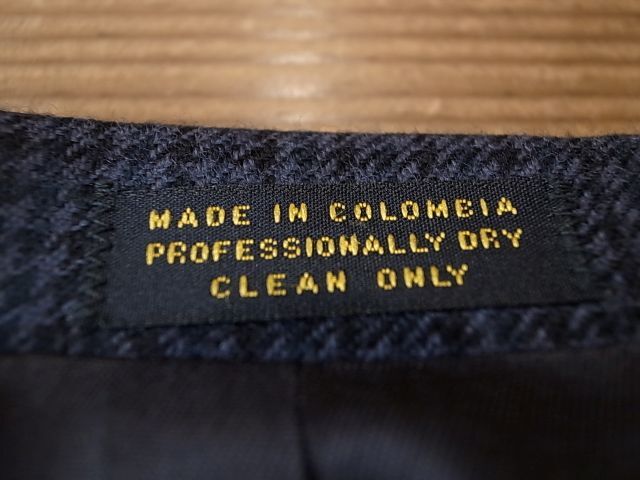 MADE IN COLOMBIA
PROFESSIONALLY DRY
CLEAN ONLY